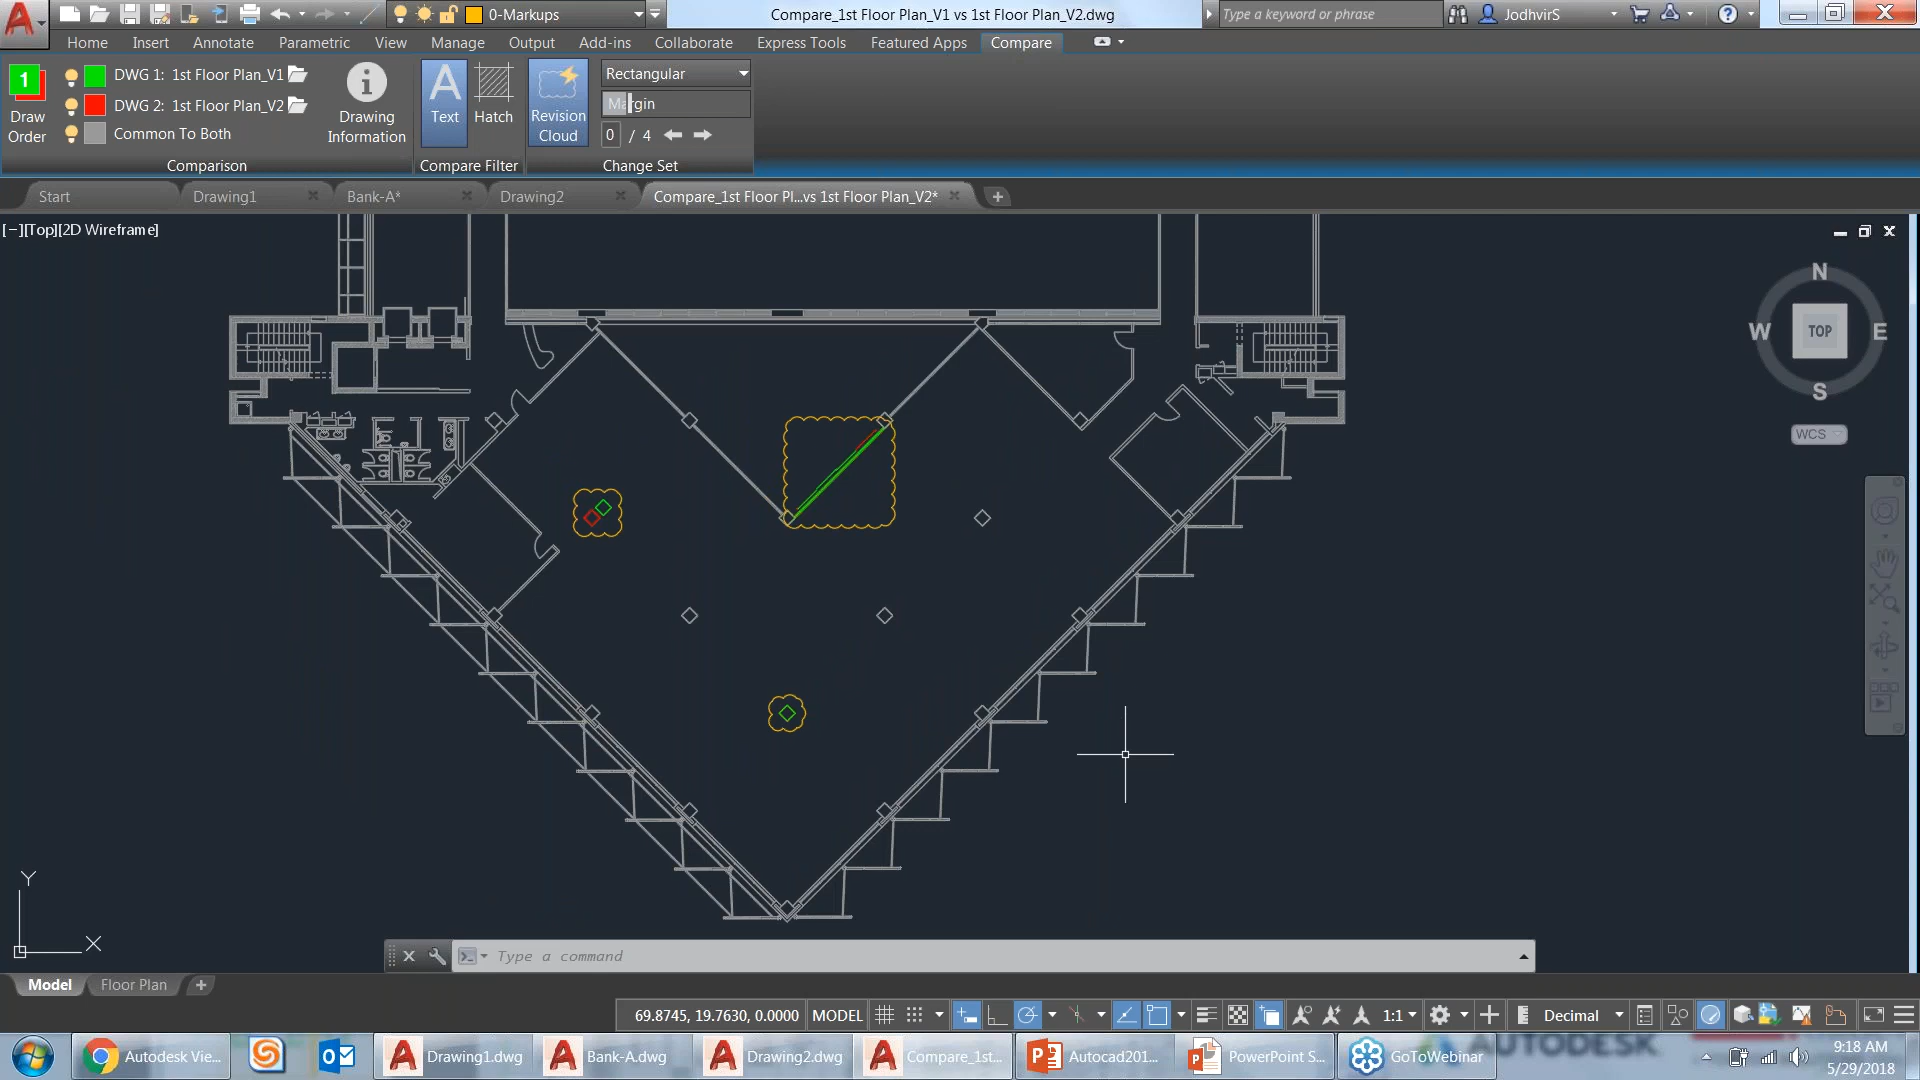 0-Markups
Compare_1st Floor Plan_V1 vs 1st Floor Plan_V2.dwg
Type a keyword or phrase
JodhvirS
Home Insert Annotate Parametric View Manage Output Add-ins Collaborate Express Tools Featured Apps Compare
1
DWG 1: 1st Floor Plan_V1
DWG 2: 1st Floor Plan_V2
Common To Both
Draw
Order
Drawing
Information
Comparison
A
Text
Hatch
Compare Filter
Revision
Cloud
Rectangular
Margin
0 / 4
Change Set
Start
Drawing1
Bank-A*
Drawing2
Compare_1st Floor Pl...vs 1st Floor Plan_V2*
[−][Top][2D Wireframe]
N
W TOP E
S
WCS
Y
X
Type a command
Model Floor Plan
69.8745, 19.7630, 0.0000 MODEL 1:1 Decimal
AUTODESK
Autodesk Vie...
Drawing1.dwg
Bank-A.dwg
Drawing2.dwg
Compare_1st...
Autocad201...
PowerPoint S...
GoToWebinar
9:18 AM
5/29/2018